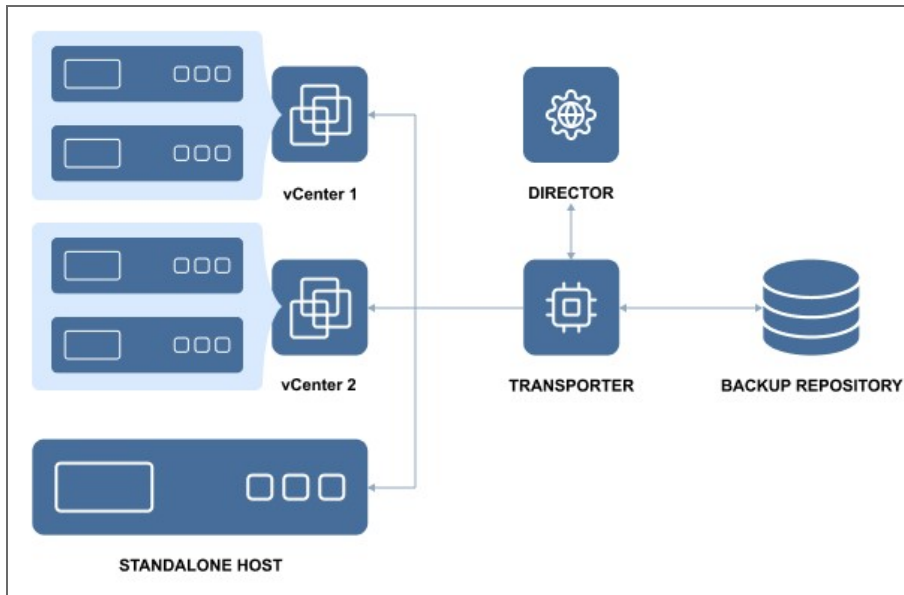 vCenter 1
DIRECTOR
vCenter 2
TRANSPORTER
BACKUP REPOSITORY
STANDALONE HOST